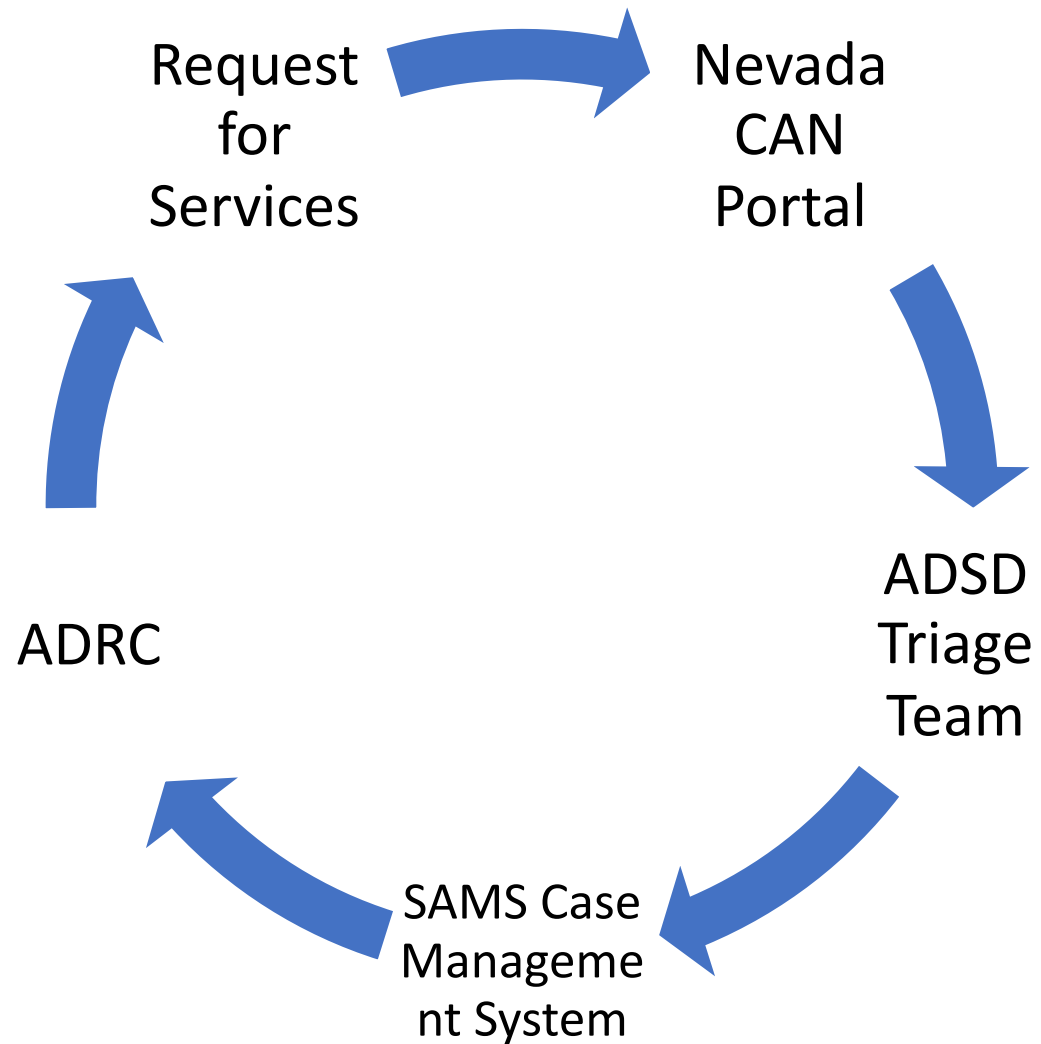 Request
for
Services
Nevada
CAN
Portal
ADSD
Triage
Team
SAMS Case
Manageme
nt System
ADRC